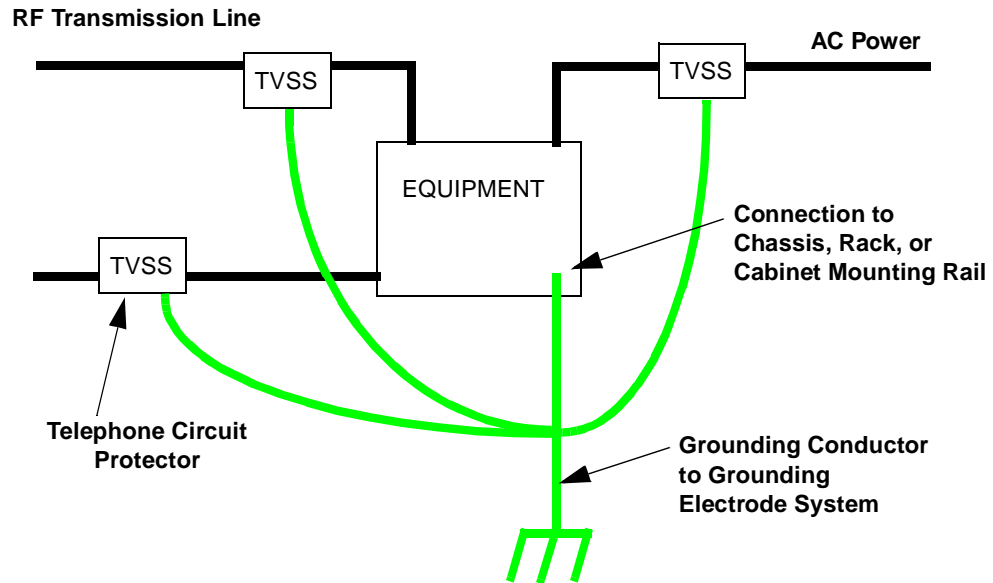 RF Transmission Line
AC Power
TVSS
TVSS
EQUIPMENT
Connection to
Chassis, Rack, or
Cabinet Mounting Rail
TVSS
Telephone Circuit
Protector
Grounding Conductor
to Grounding
Electrode System